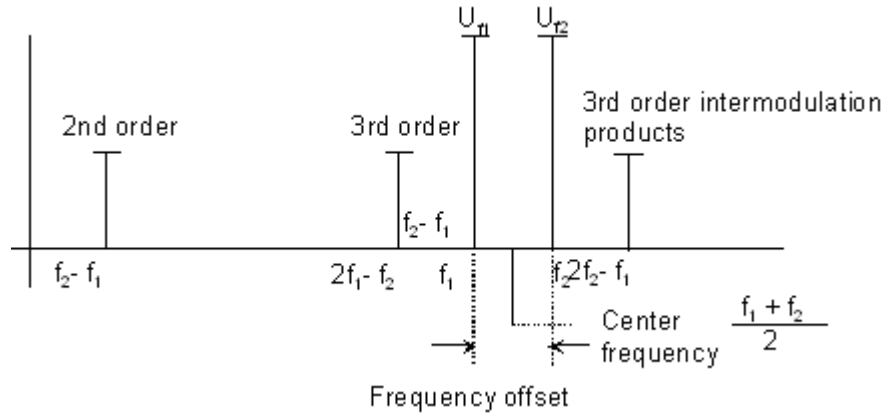 U_f1 U_f2
2nd order
3rd order
3rd order intermodulation
products
f₂- f₁
f₂- f₁
2f₁- f₂
f₁
f₂
2f₂- f₁
Center
frequency
f₁ + f₂
2
Frequency offset